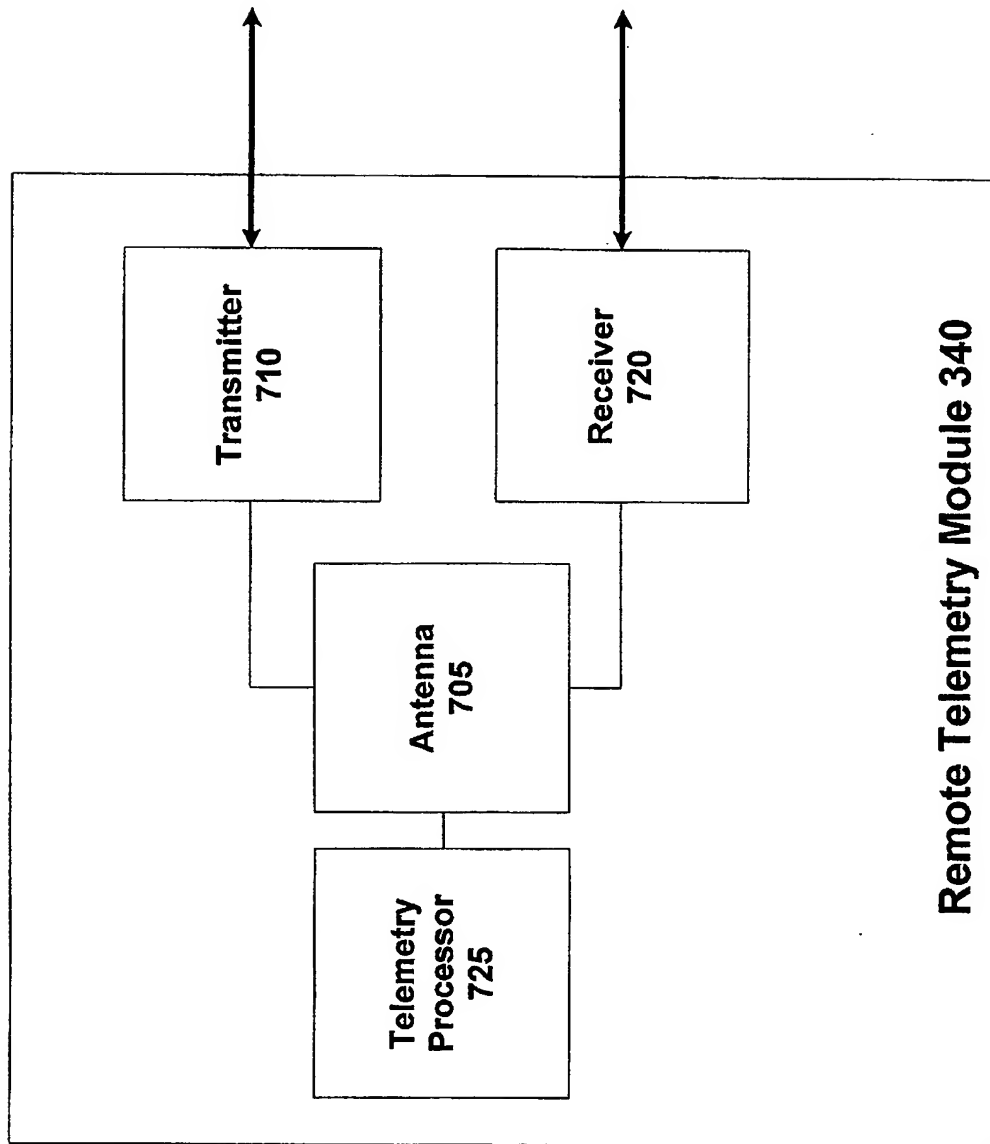 Telemetry
Processor
725
Antenna
705
Transmitter
710
Receiver
720
Remote Telemetry Module 340